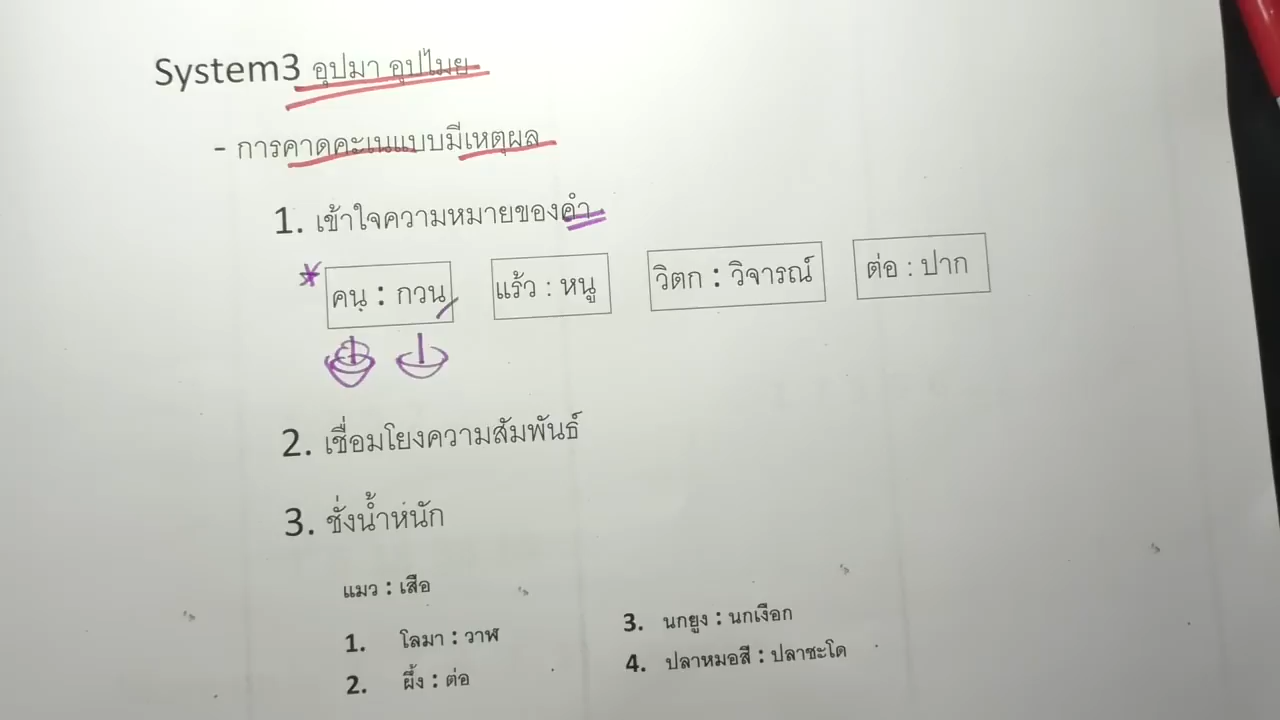 System3 อุปมา อุปไมย
- การคาดคะเนแบบมีเหตุผล
1. เข้าใจความหมายของคำ
คน : กวน แร้ว : หนู วิตก : วิจารณ์ ต่อ : ปาก
2. เชื่อมโยงความสัมพันธ์
3. ชั่งน้ำหนัก
แมว : เสือ
1. โลมา : วาฬ
2. ผึ้ง : ต่อ
3. นกยูง : นกเงือก
4. ปลาหมอสี : ปลาชะโด